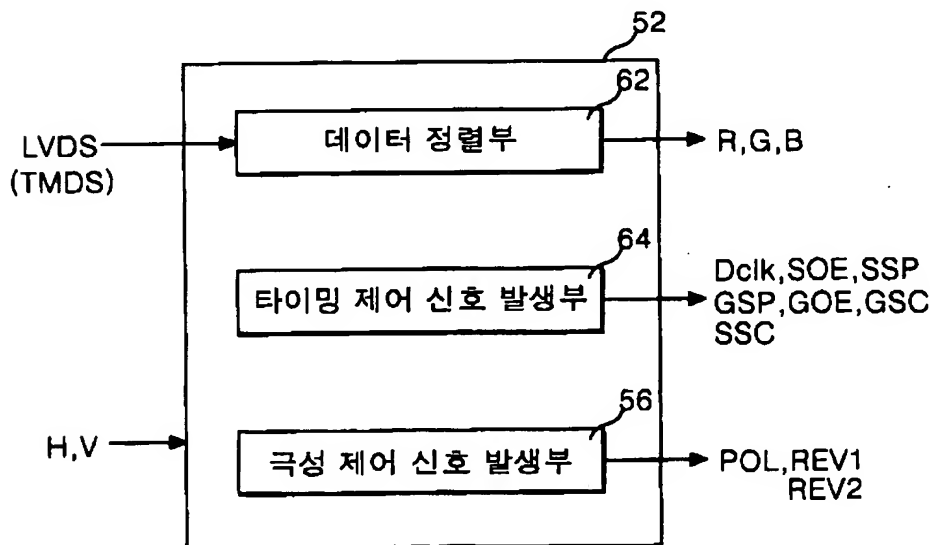 52
62
LVDS
(TMDS)
데이터 정렬부
R,G,B
64
타이밍 제어 신호 발생부
Dclk,SOE,SSP
GSP,GOE,GSC
SSC
56
H,V
극성 제어 신호 발생부
POL,REV1
REV2